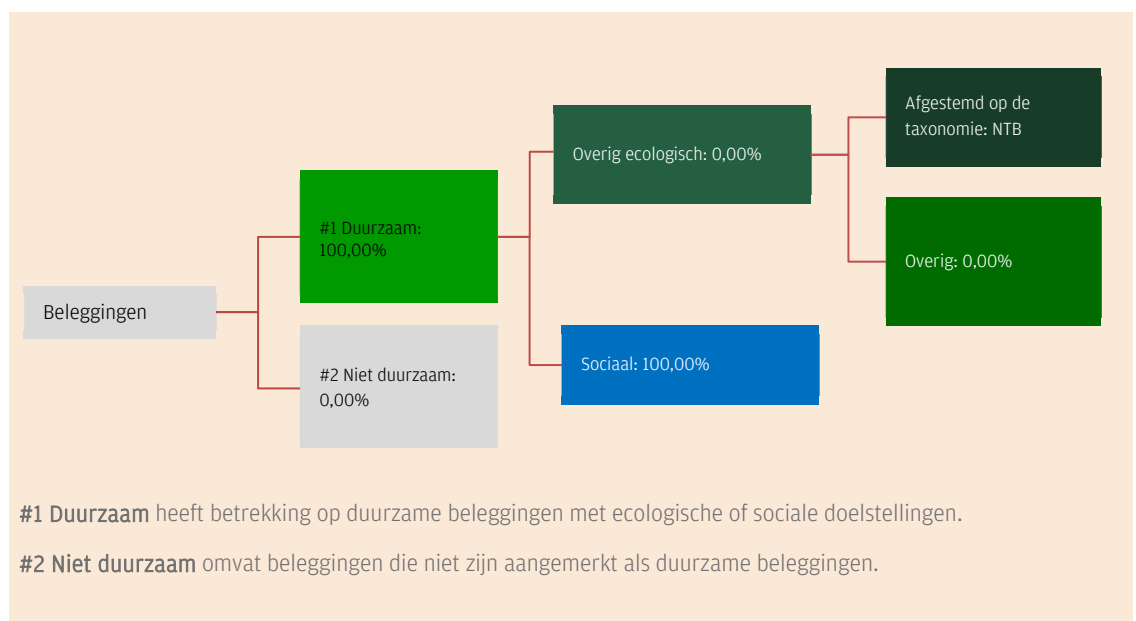 Beleggingen
#1 Duurzaam:
100,00%
#2 Niet duurzaam:
0,00%
Overig ecologisch: 0,00%
Sociaal: 100,00%
Afgestemd op de
taxonomie: NTB
Overig: 0,00%
#1 Duurzaam heeft betrekking op duurzame beleggingen met ecologische of sociale doelstellingen.
#2 Niet duurzaam omvat beleggingen die niet zijn aangemerkt als duurzame beleggingen.